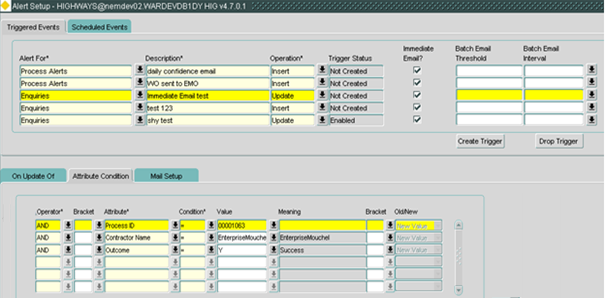 Alert Setup - HIGHWAYS@nerndev02.WARDEVDB1DY HIG v4.7.0.1
Triggered Events Scheduled Events
Immediate Batch Email Batch Email
Alert For* Description* Operation* Trigger Status Email? Threshold Interval
Process Alerts daily confidence email Insert Not Created
Process Alerts WO sent to EMO Insert Not Created
Enquiries Immediate Email test Update Not Created
Enquiries test 123 Insert Not Created
Enquiries shy test Update Enabled
Create Trigger Drop Trigger
On Update Of Attribute Condition Mail Setup
Operator* Bracket Attribute* Condition* Value Meaning Bracket Old/New
AND Process ID = 00001063 New Value
AND Contractor Name = EnterpriseMouche EnterpriseMouchel New Value
AND Outcome = Y Success New Value